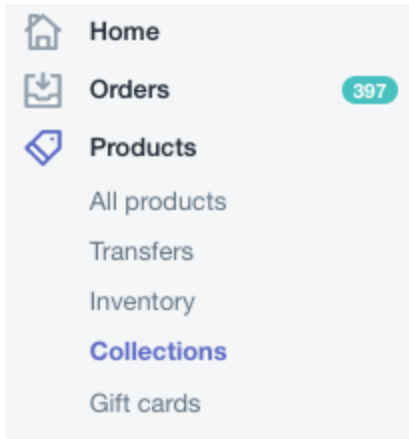 Home
Orders 397
Products
All products
Transfers
Inventory
Collections
Gift cards